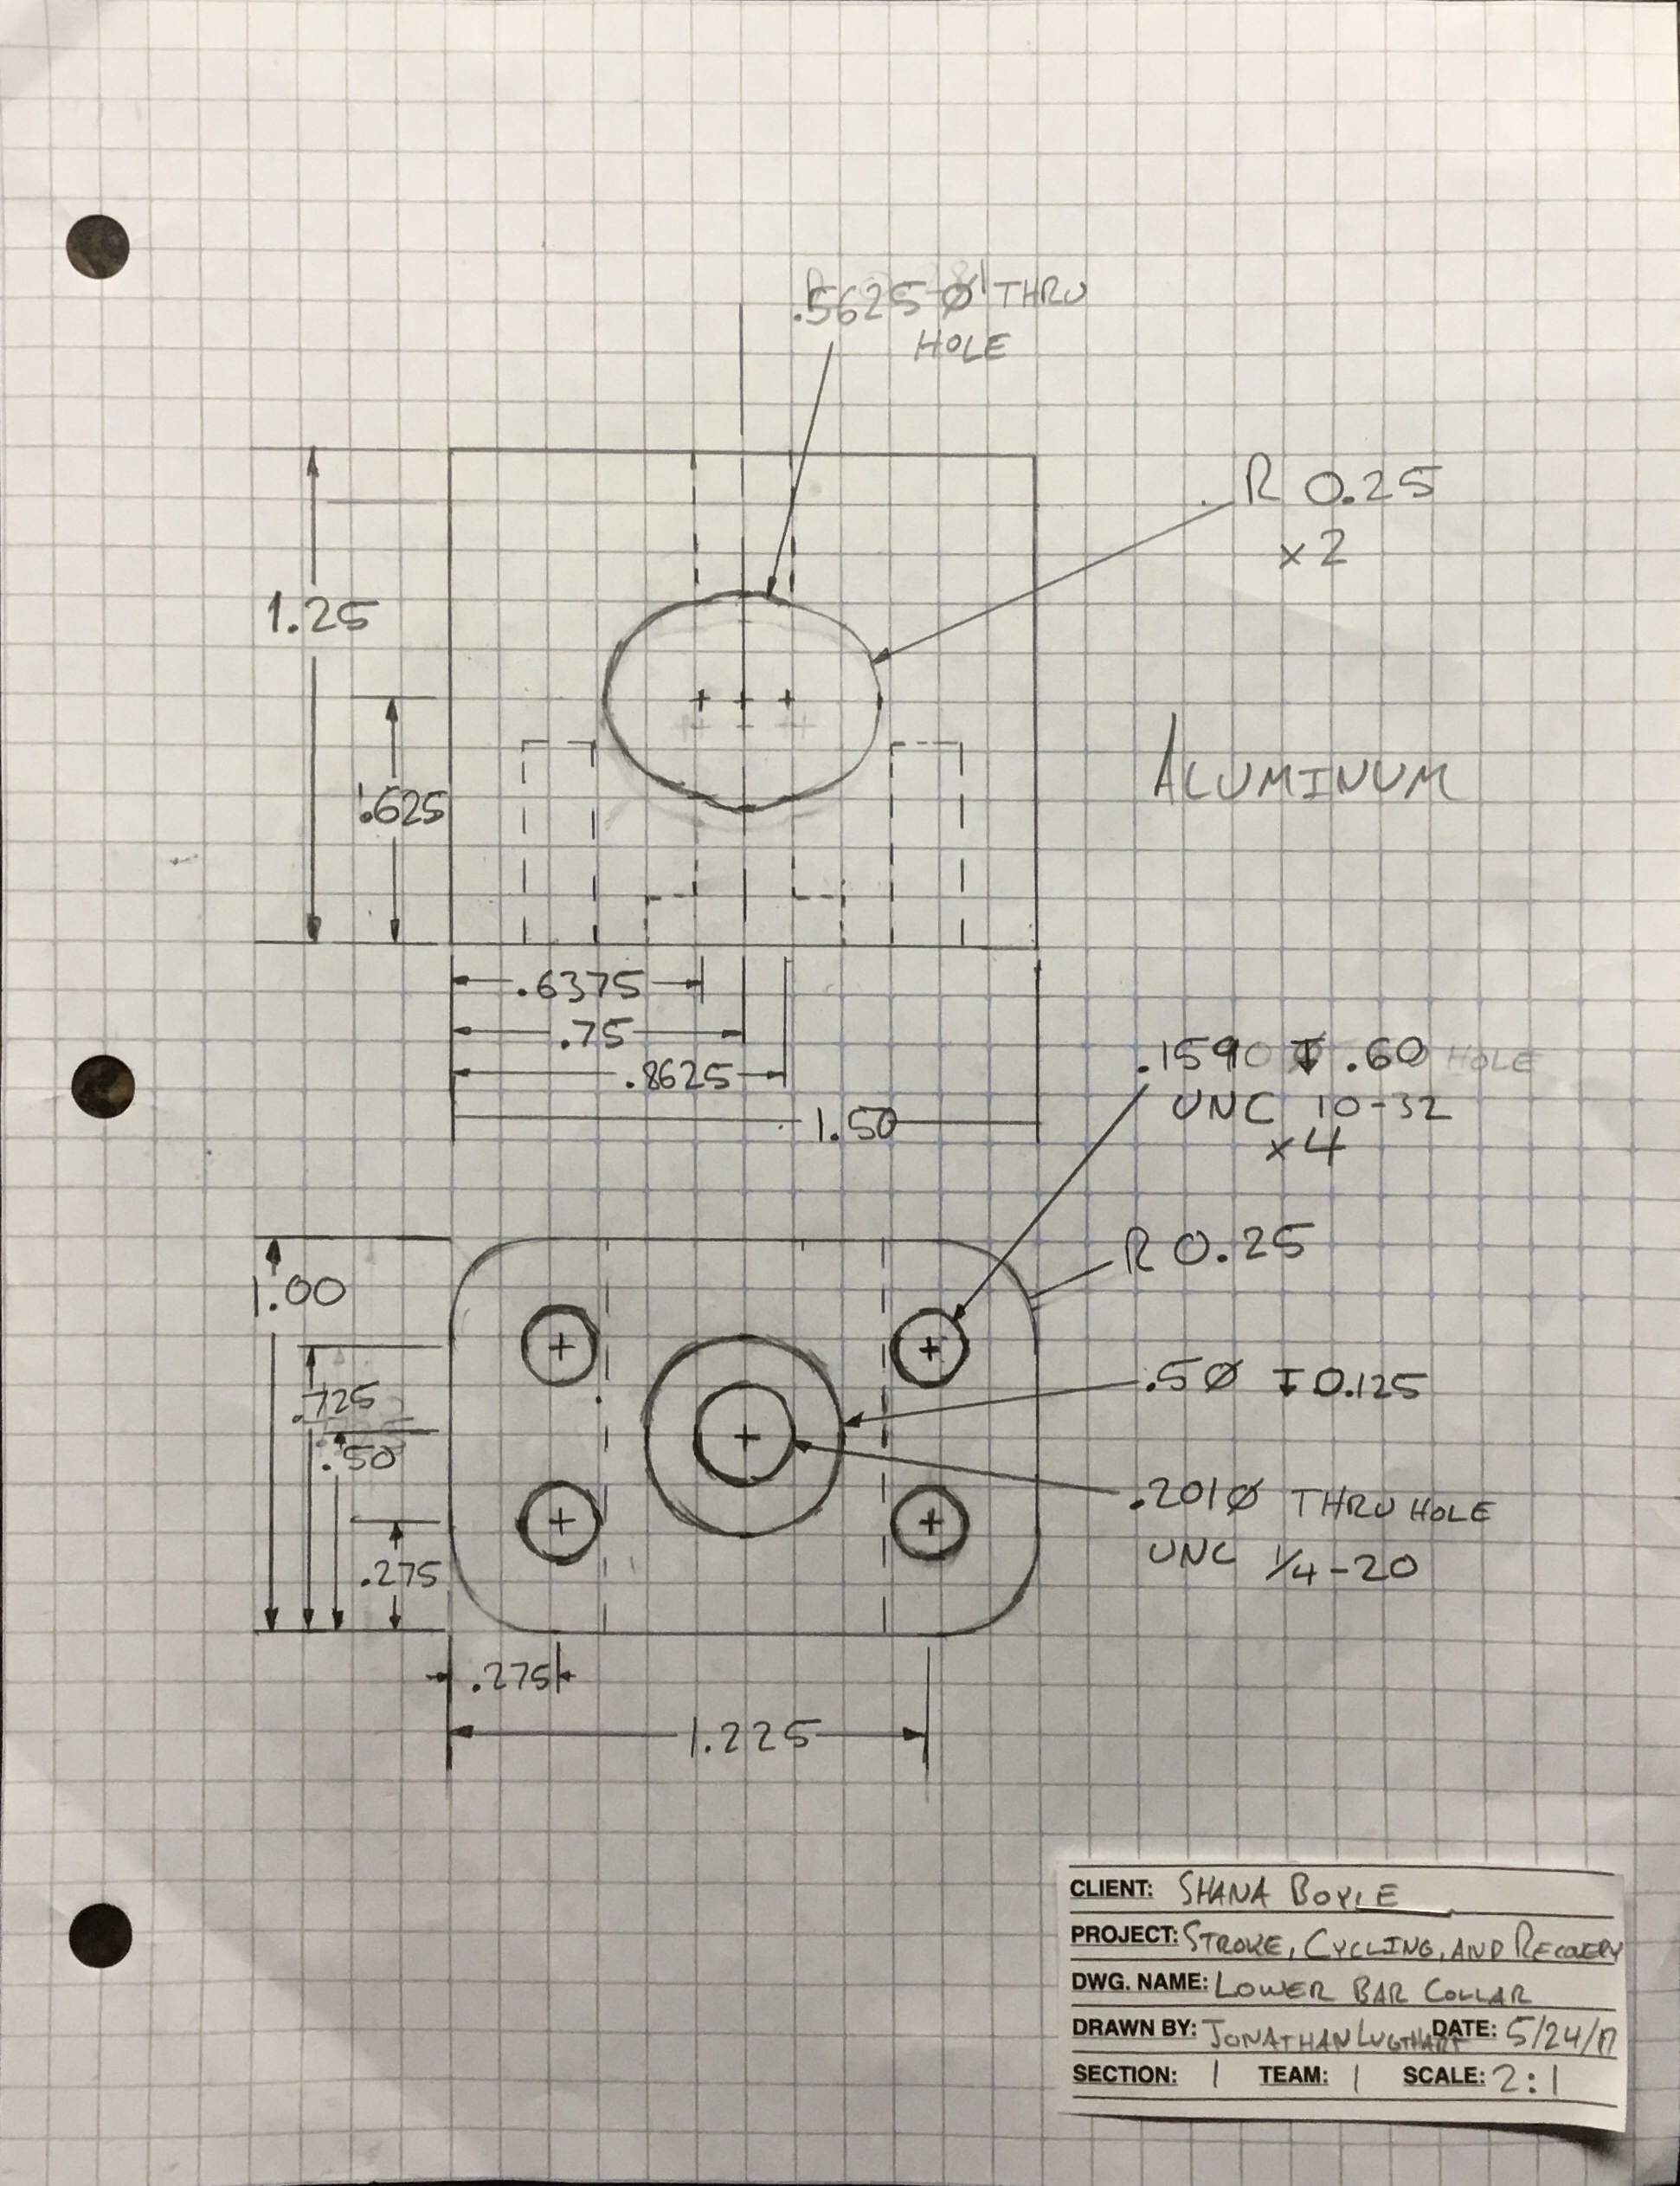 .5625 Ø THRU
HOLE
R 0.25
x2
1.25
.625
ALUMINUM
.6375
.75
.8625
1.50
.1590 ↧ .60 HOLE
UNC 10-32
x4
R 0.25
1.00
.725
.50
.5Ø ↧ 0.125
.201Ø THRU HOLE
UNC 1/4-20
.275
.275
1.225
CLIENT: SHANA BOYLE
PROJECT: STROKE, CYCLING, AND RECOVERY
DWG. NAME: LOWER BAR COLLAR
DRAWN BY: JONATHAN LUGTHART DATE: 5/24/17
SECTION: 1 TEAM: 1 SCALE: 2:1